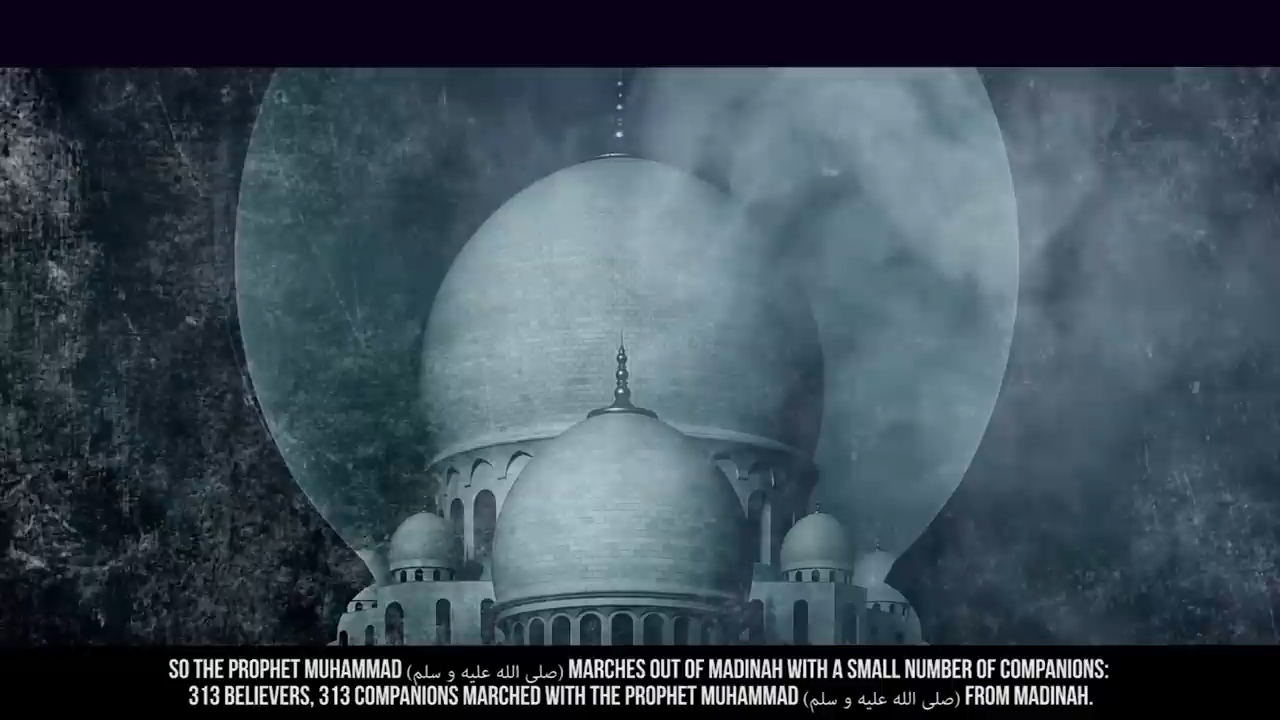 SO THE PROPHET MUHAMMAD (صلى الله عليه و سلم) MARCHES OUT OF MADINAH WITH A SMALL NUMBER OF COMPANIONS:
313 BELIEVERS, 313 COMPANIONS MARCHED WITH THE PROPHET MUHAMMAD (صلى الله عليه و سلم) FROM MADINAH.